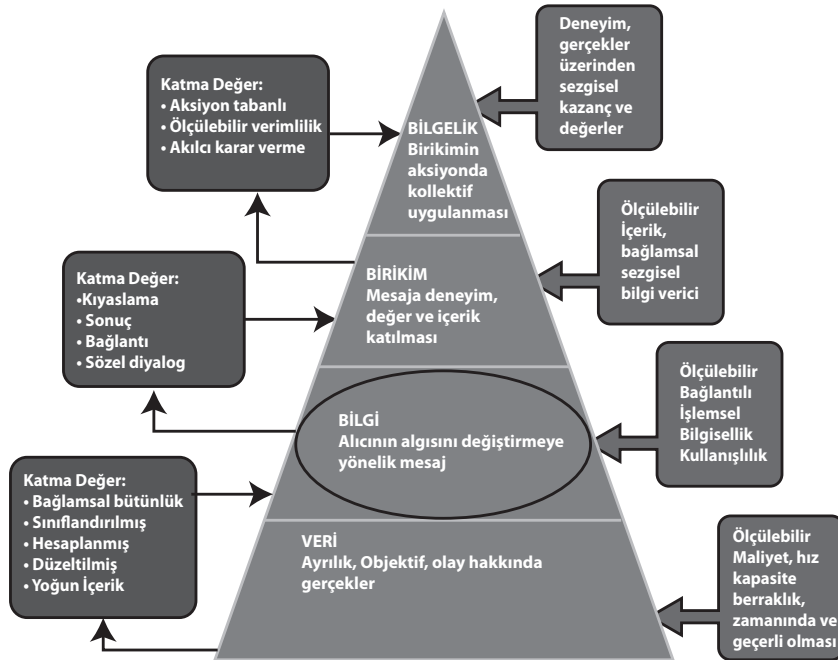 Deneyim,
gerçekler
üzerinden
sezgisel
kazanç ve
değerler
Katma Değer:
• Aksiyon tabanlı
• Ölçülebilir verimlilik
• Akılcı karar verme
BİLGELİK
Birikimin
aksiyonda
kollektif
uygulanması
Ölçülebilir
İçerik,
bağlamsal
sezgisel
bilgi verici
Katma Değer:
•Kıyaslama
• Sonuç
• Bağlantı
• Sözel diyalog
BİRİKİM
Mesaja deneyim,
değer ve içerik
katılması
Ölçülebilir
Bağlantılı
İşlemsel
Bilgisellik
Kullanışlılık
BİLGİ
Alıcının algısını değiştirmeye
yönelik mesaj
Katma Değer:
• Bağlamsal bütünlük
• Sınıflandırılmış
• Hesaplanmış
• Düzeltilmiş
• Yoğun İçerik
VERİ
Ayrılık, Objektif, olay hakkında
gerçekler
Ölçülebilir
Maliyet, hız
kapasite
berraklık,
zamanında ve
geçerli olması